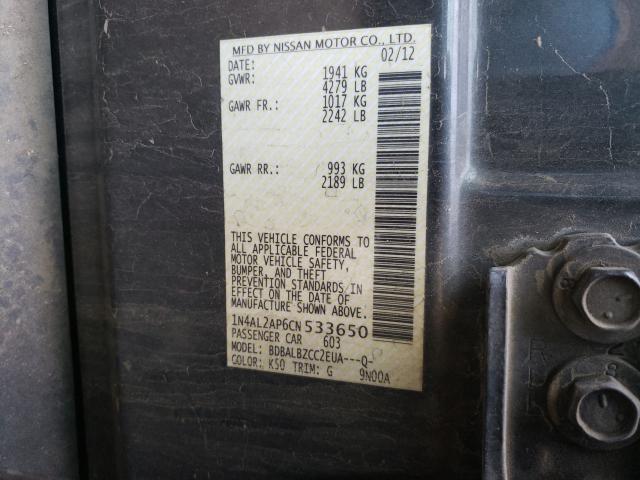 MFD BY NISSAN MOTOR CO., LTD.
DATE: 02/12
GVWR: 1941 KG
4279 LB
GAWR FR.: 1017 KG
2242 LB
GAWR RR.: 993 KG
2189 LB
THIS VEHICLE CONFORMS TO
ALL APPLICABLE FEDERAL
MOTOR VEHICLE SAFETY,
BUMPER, AND THEFT
PREVENTION STANDARDS IN
EFFECT ON THE DATE OF
MANUFACTURE SHOWN ABOVE.
1N4AL2AP6CN 533650
PASSENGER CAR 603
MODEL: BDBALBZCC2EUA---Q-
COLOR: K50 TRIM: G 9N00A